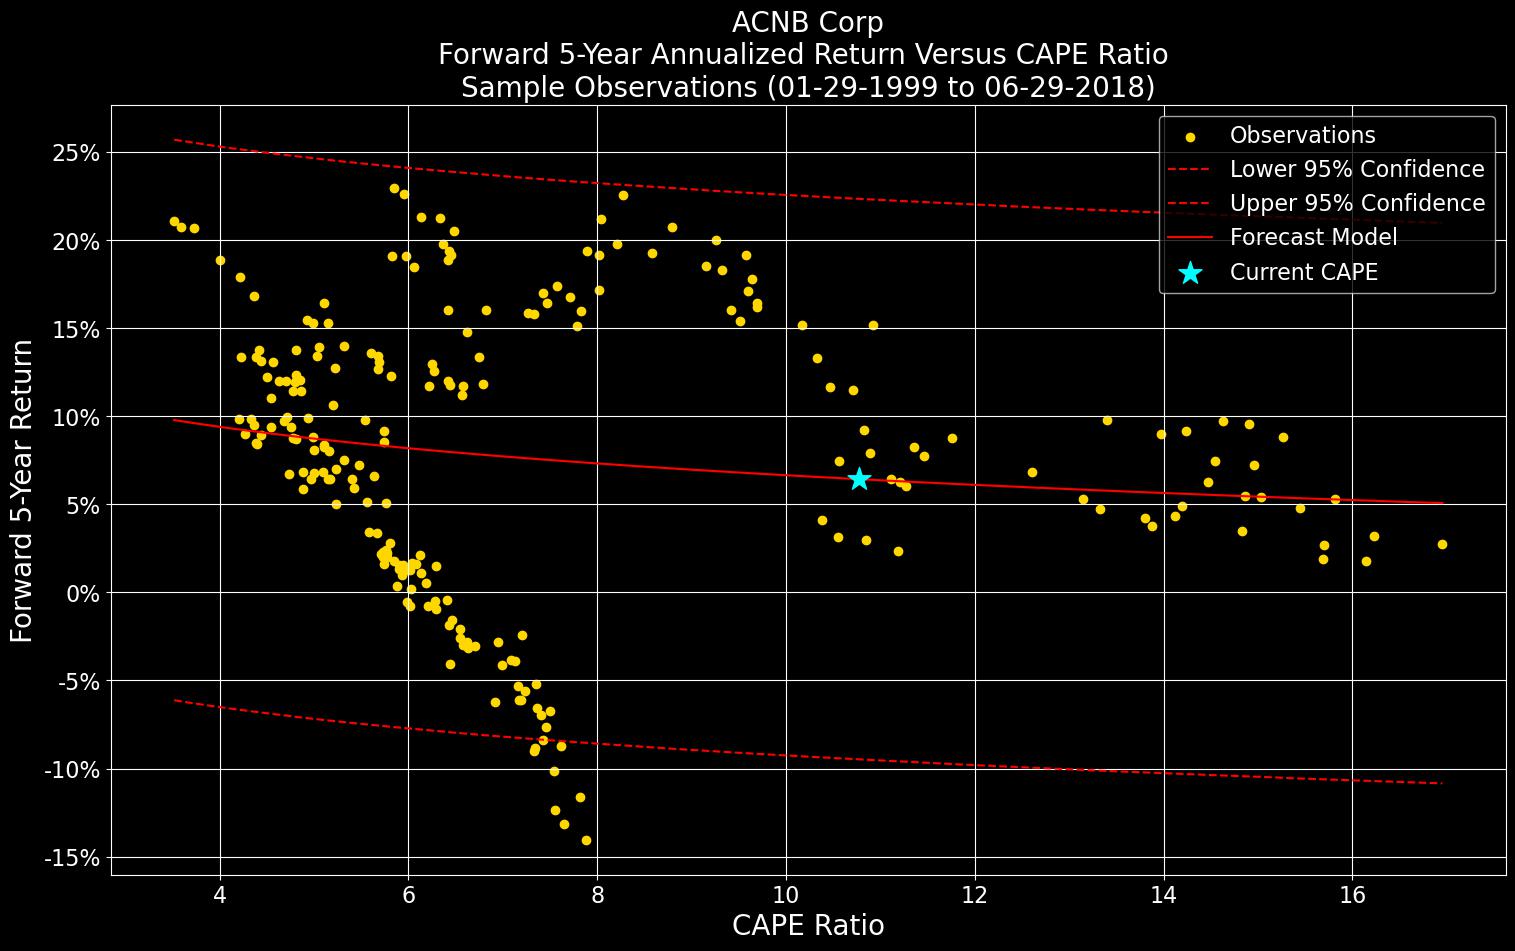 ACNB Corp
Forward 5-Year Annualized Return Versus CAPE Ratio
Sample Observations (01-29-1999 to 06-29-2018)
Observations
Lower 95% Confidence
Upper 95% Confidence
Forecast Model
Current CAPE
Forward 5-Year Return
25%
20%
15%
10%
5%
0%
-5%
-10%
-15%
4 6 8 10 12 14 16
CAPE Ratio